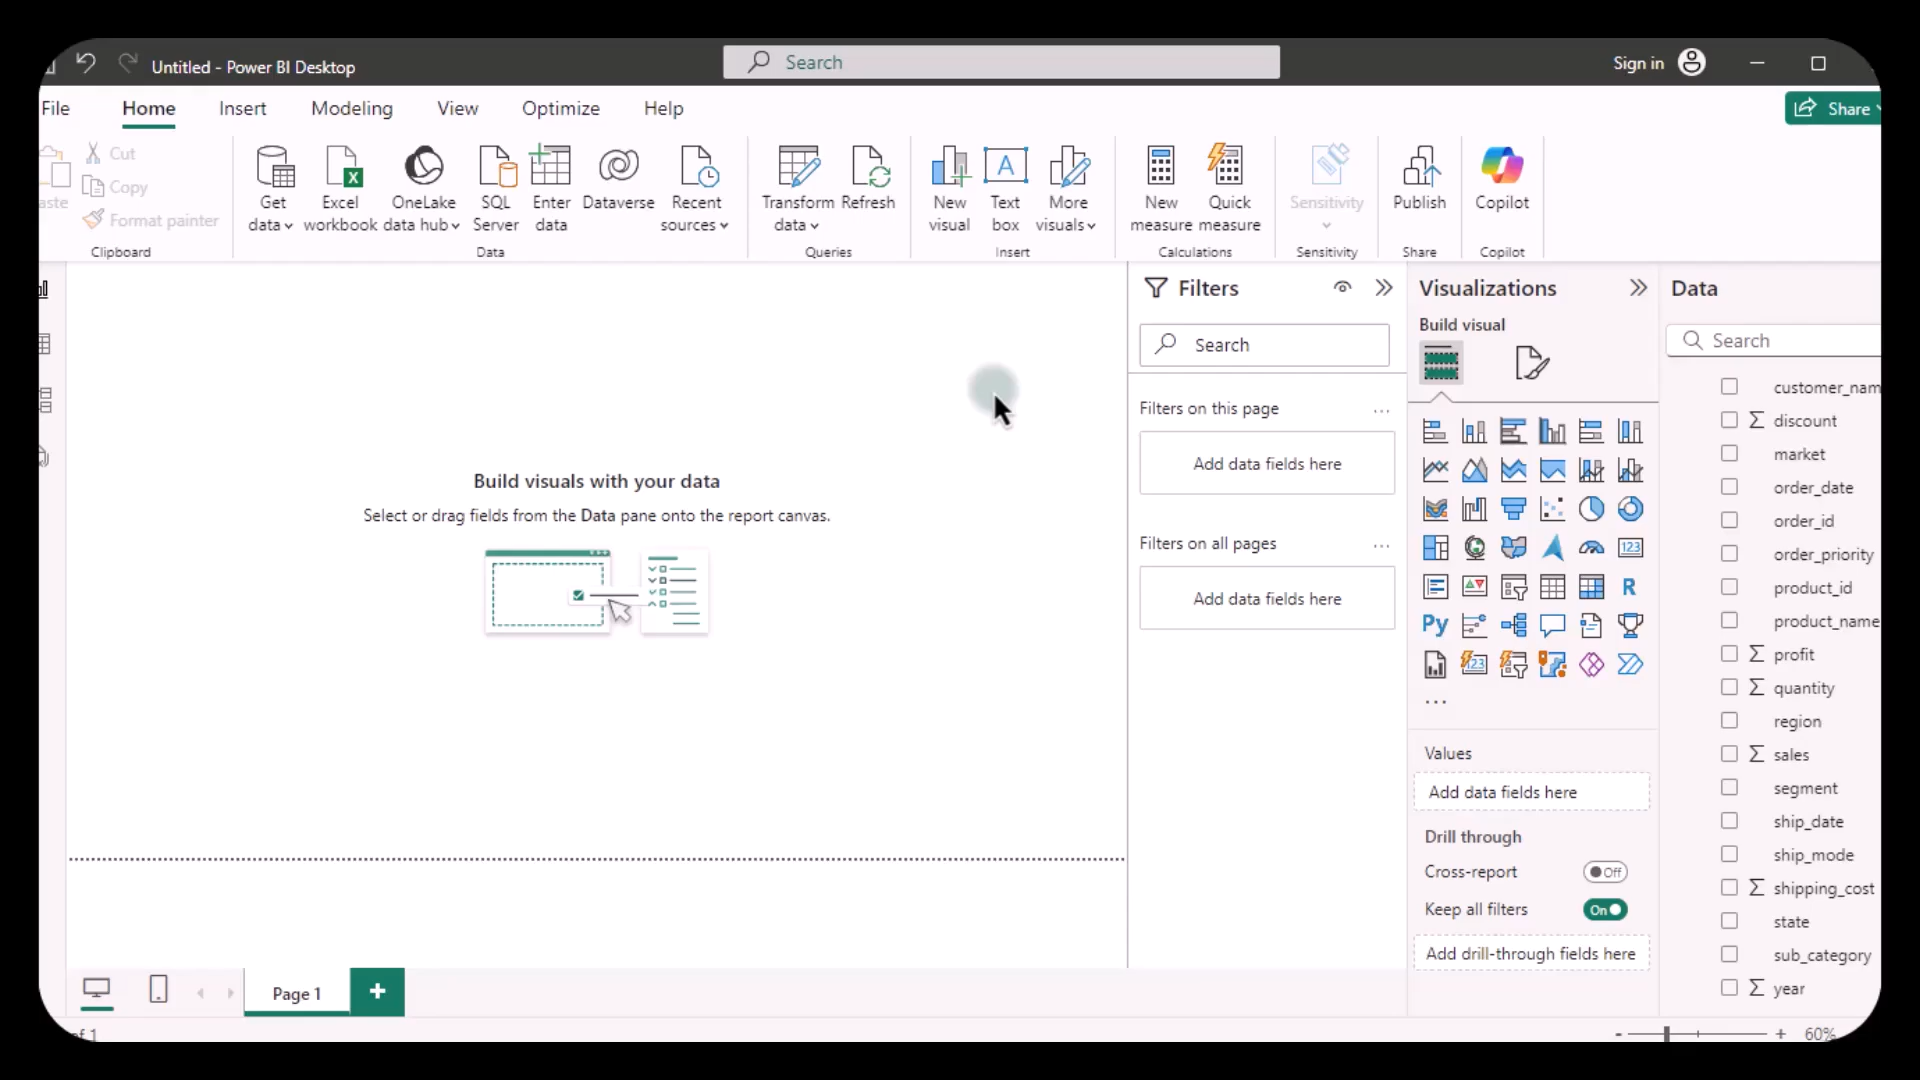 Untitled - Power BI Desktop
Search
Sign in
File
Home
Insert
Modeling
View
Optimize
Help
Share
Cut
Copy
Format painter
Clipboard
Get data
Excel workbook
OneLake data hub
SQL Server
Enter data
Dataverse
Recent sources
Data
Transform data
Refresh
Queries
New visual
Text box
More visuals
Insert
New measure
Quick measure
Calculations
Sensitivity
Sensitivity
Publish
Share
Copilot
Copilot
Build visuals with your data
Select or drag fields from the Data pane onto the report canvas.
Filters
Search
Filters on this page
...
Add data fields here
Filters on all pages
...
Add data fields here
Visualizations
Build visual
123
R
Py
123
...
Values
Add data fields here
Drill through
Cross-report
Off
Keep all filters
On
Add drill-through fields here
Data
Search
customer_nam
discount
market
order_date
order_id
order_priority
product_id
product_name
profit
quantity
region
sales
segment
ship_date
ship_mode
shipping_cost
state
sub_category
year
Page 1
of 1
- + 60%